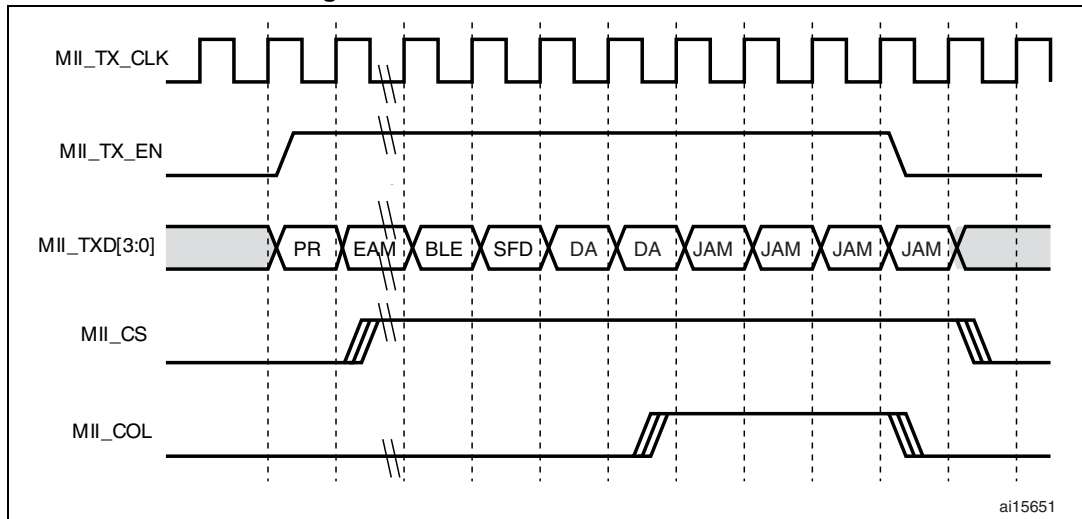 MII_TX_CLK
MII_TX_EN
MII_TXD[3:0] PR EAM BLE SFD DA DA JAM JAM JAM JAM
MII_CS
MII_COL
ai15651